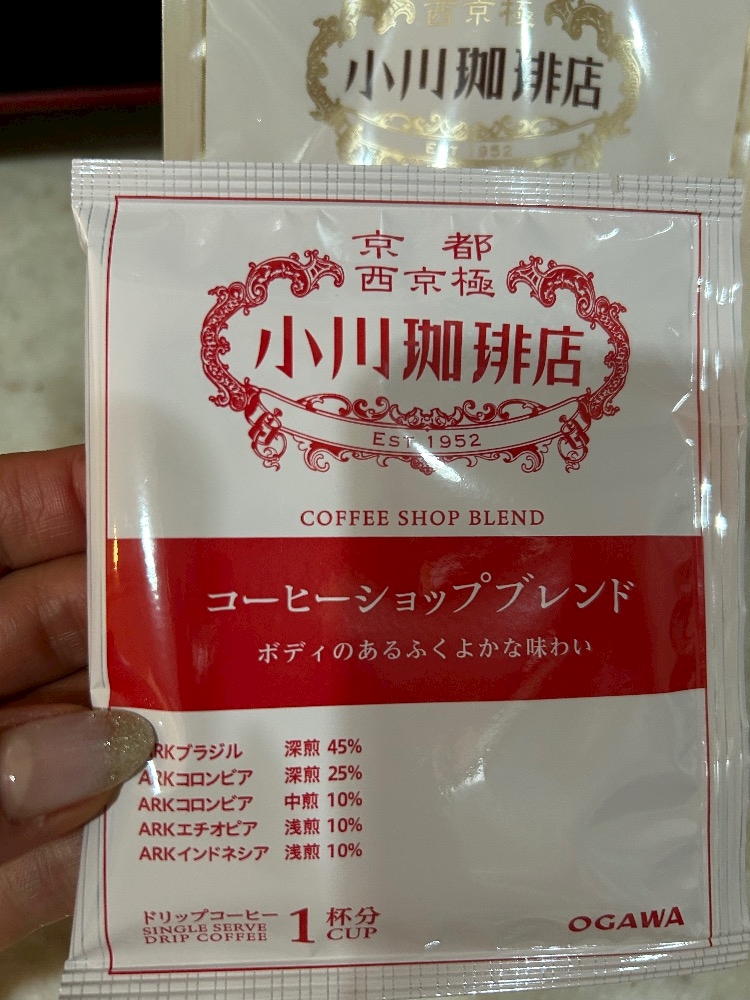 西京極
小川珈琲店
EST 1952
京都
西京極
小川珈琲店
EST 1952
COFFEE SHOP BLEND
コーヒーショップブレンド
ボディのあるふくよかな味わい
ARKブラジル 深煎 45%
ARKコロンビア 深煎 25%
ARKコロンビア 中煎 10%
ARKエチオピア 浅煎 10%
ARKインドネシア 浅煎 10%
ドリップコーヒー 1 杯分
SINGLE SERVE CUP
DRIP COFFEE
OGAWA